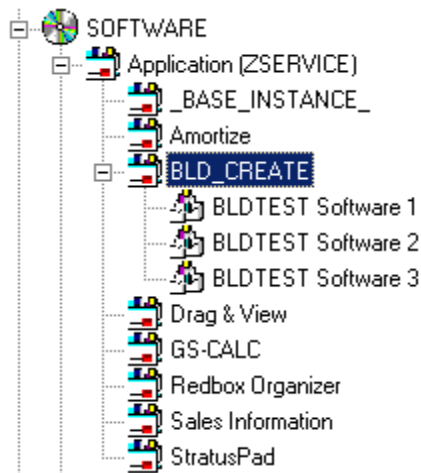 SOFTWARE
Application (ZSERVICE)
_BASE_INSTANCE_
Amortize
BLD_CREATE
BLDTEST Software 1
BLDTEST Software 2
BLDTEST Software 3
Drag & View
GS-CALC
Redbox Organizer
Sales Information
StratusPad